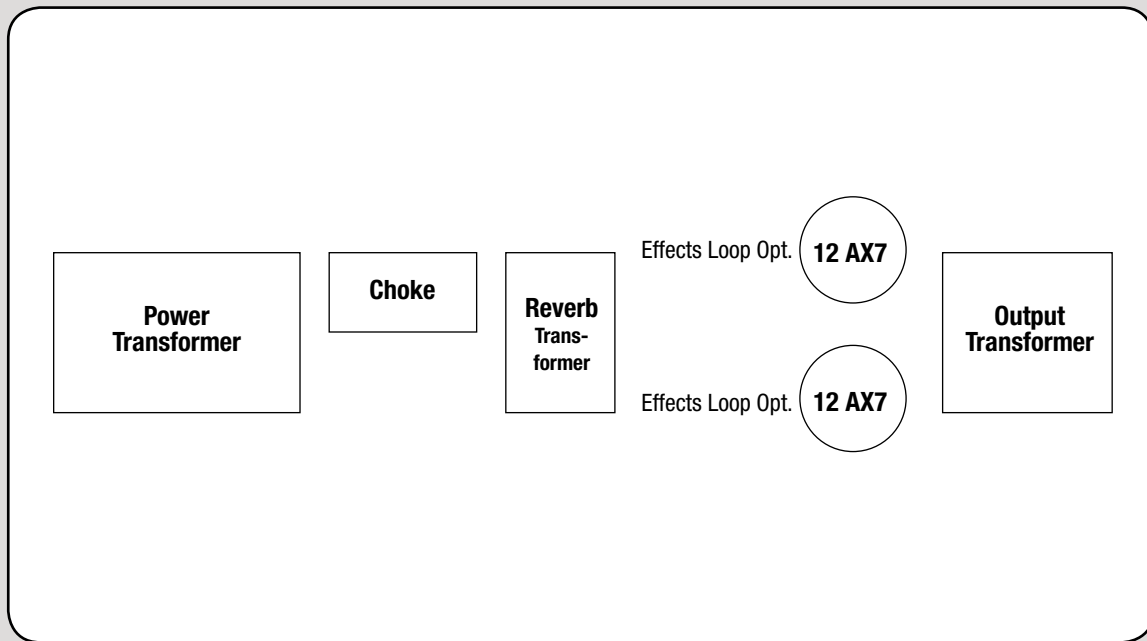 Power
Transformer
Choke
Reverb
Trans-
former
Effects Loop Opt.
12 AX7
Effects Loop Opt.
12 AX7
Output
Transformer